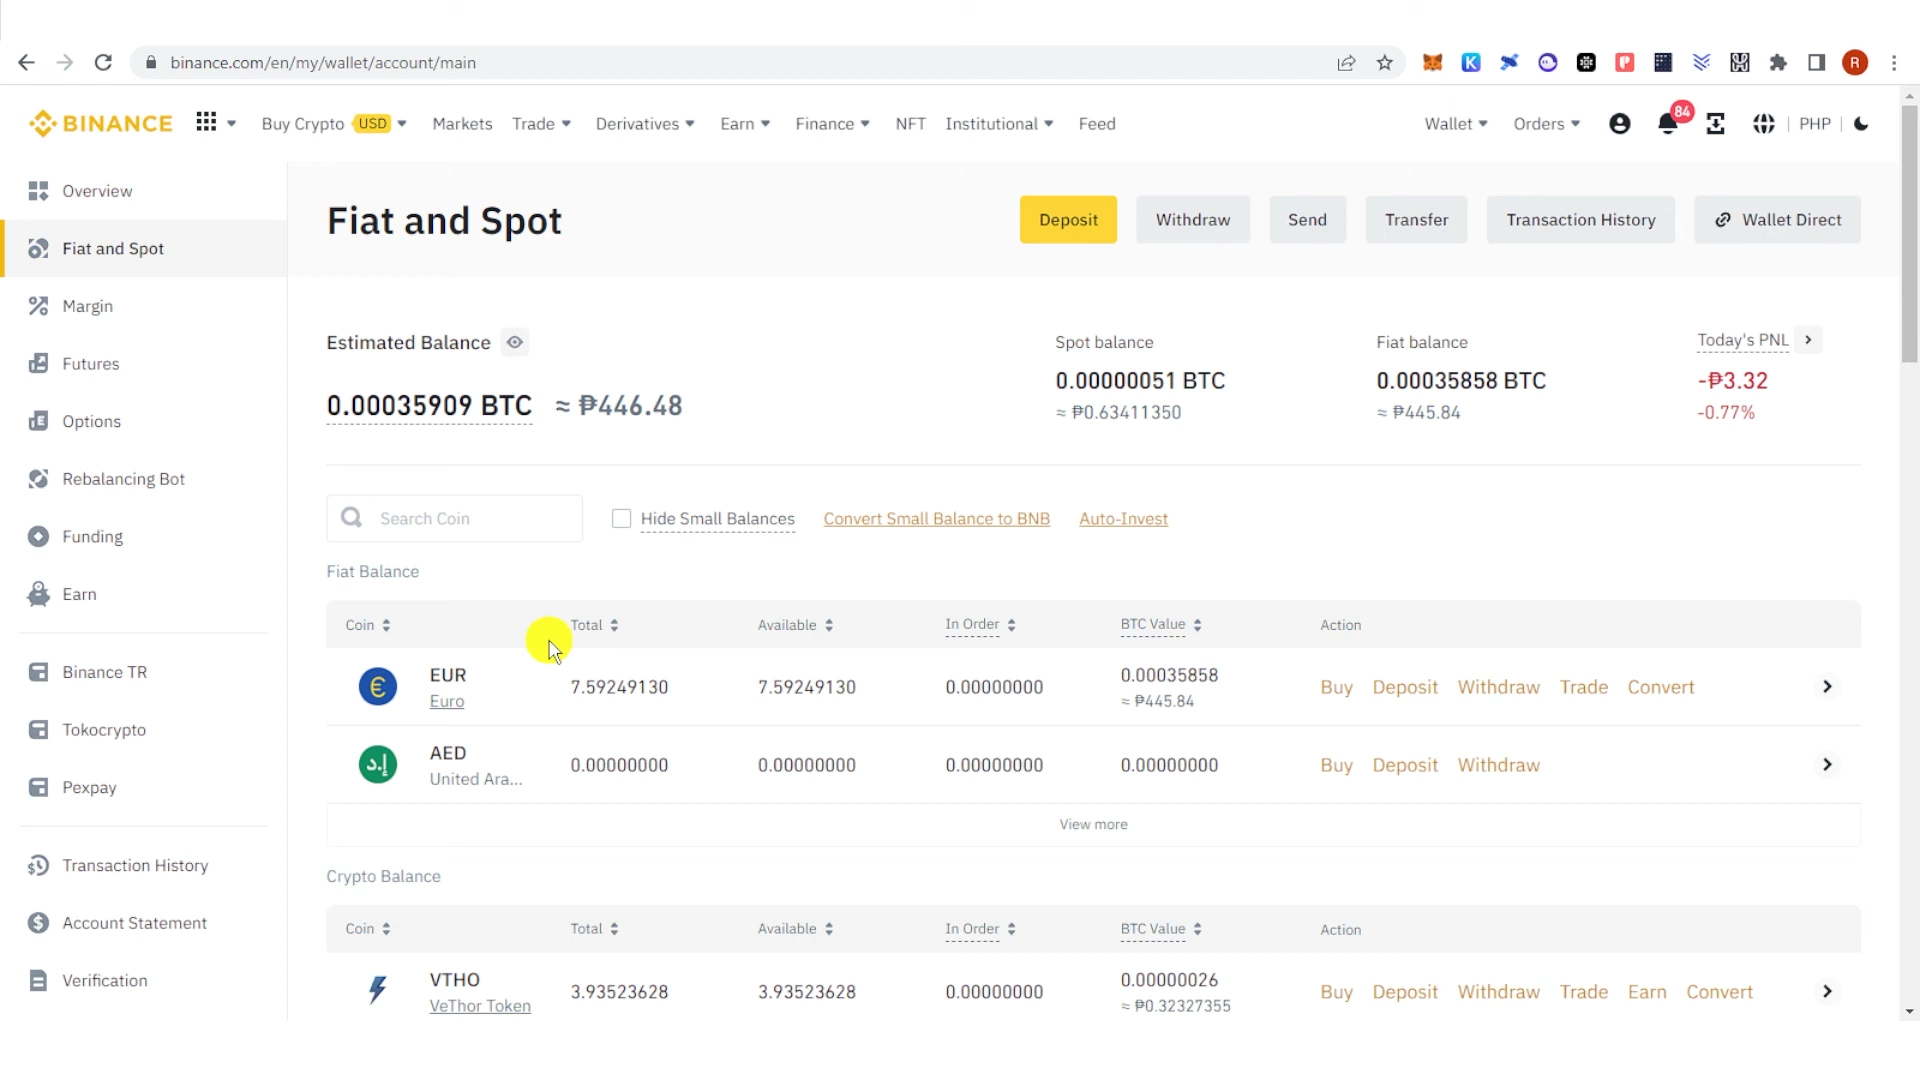 binance.com/en/my/wallet/account/main
R
BINANCE Buy Crypto USD Markets Trade Derivatives Earn Finance NFT Institutional Feed Wallet Orders 84 PHP
Overview
Fiat and Spot
Margin
Futures
Options
Rebalancing Bot
Funding
Earn
Binance TR
Tokocrypto
Pexpay
Transaction History
Account Statement
Verification
Fiat and Spot
Deposit Withdraw Send Transfer Transaction History Wallet Direct
Estimated Balance
0.00035909 BTC ≈ ₱446.48
Spot balance
0.00000051 BTC
≈ ₱0.63411350
Fiat balance
0.00035858 BTC
≈ ₱445.84
Today's PNL
-₱3.32
-0.77%
Search Coin Hide Small Balances Convert Small Balance to BNB Auto-Invest
Fiat Balance
Coin Total Available In Order BTC Value Action
EUR
Euro
7.59249130 7.59249130 0.00000000
0.00035858
≈ ₱445.84
Buy Deposit Withdraw Trade Convert
AED
United Ara...
0.00000000 0.00000000 0.00000000 0.00000000 Buy Deposit Withdraw
View more
Crypto Balance
Coin Total Available In Order BTC Value Action
VTHO
VeThor Token
3.93523628 3.93523628 0.00000000
0.00000026
≈ ₱0.32327355
Buy Deposit Withdraw Trade Earn Convert